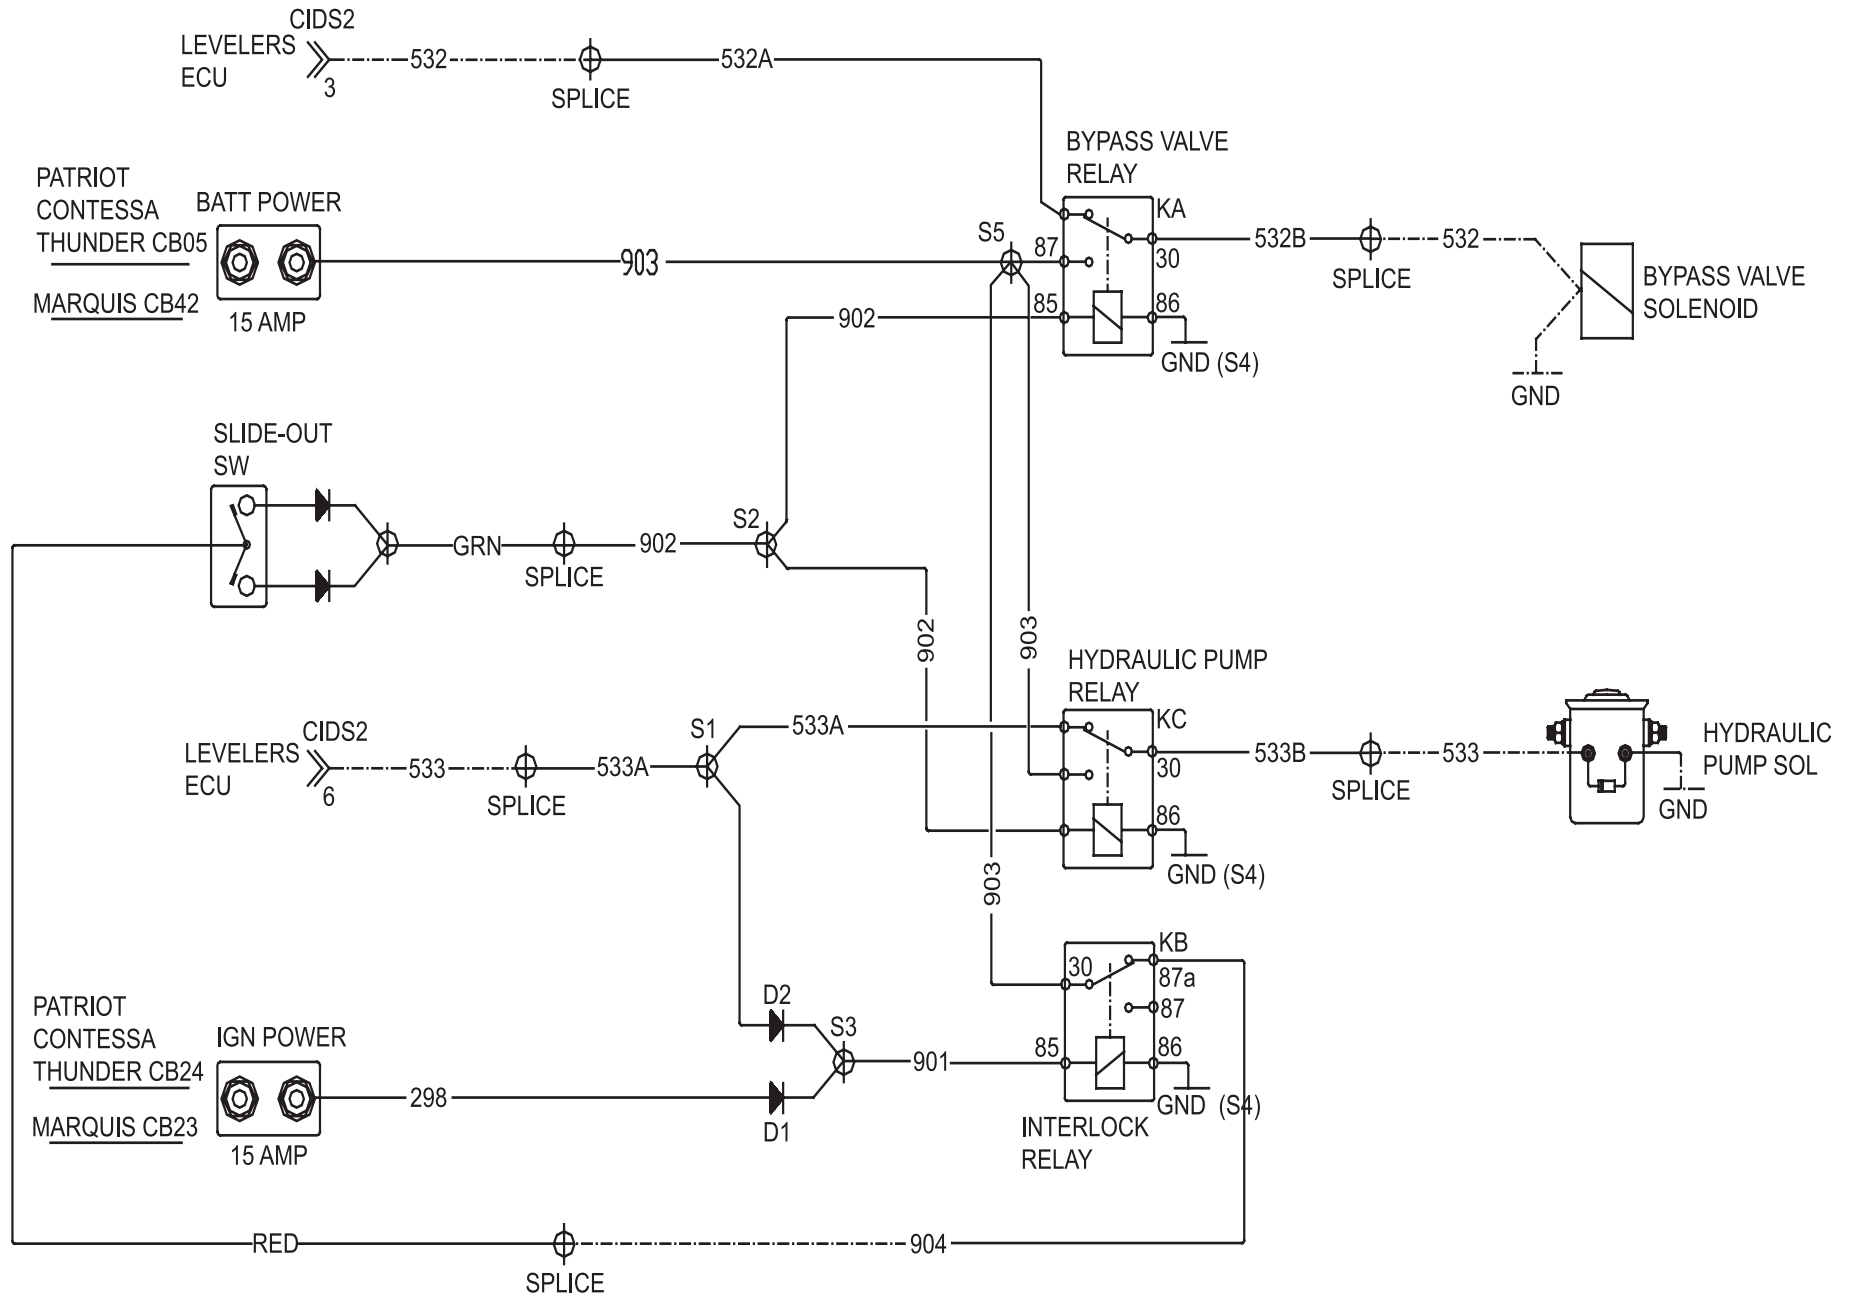 CIDS2
LEVELERS
ECU
3
532
SPLICE
532A
BYPASS VALVE
RELAY
PATRIOT
CONTESSA
THUNDER CB05
MARQUIS CB42
BATT POWER
15 AMP
903
S5
87
85
KA
30
86
GND (S4)
902
532B
SPLICE
532
BYPASS VALVE
SOLENOID
GND
SLIDE-OUT
SW
GRN
SPLICE
902
S2
902
903
HYDRAULIC PUMP
RELAY
CIDS2
LEVELERS
ECU
6
533
SPLICE
533A
S1
533A
KC
30
86
GND (S4)
533B
SPLICE
533
HYDRAULIC
PUMP SOL
GND
903
KB
30
87a
87
85
86
GND (S4)
INTERLOCK
RELAY
PATRIOT
CONTESSA
THUNDER CB24
MARQUIS CB23
IGN POWER
15 AMP
298
D2
D1
S3
901
RED
SPLICE
904